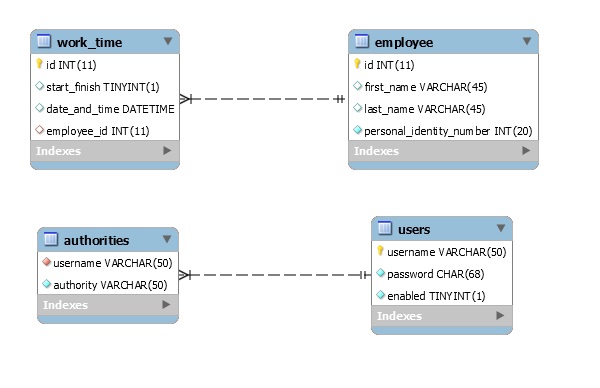 work_time
id INT(11)
start_finish TINYINT(1)
date_and_time DATETIME
employee_id INT(11)
Indexes
employee
id INT(11)
first_name VARCHAR(45)
last_name VARCHAR(45)
personal_identity_number INT(20)
Indexes
authorities
username VARCHAR(50)
authority VARCHAR(50)
Indexes
users
username VARCHAR(50)
password CHAR(68)
enabled TINYINT(1)
Indexes